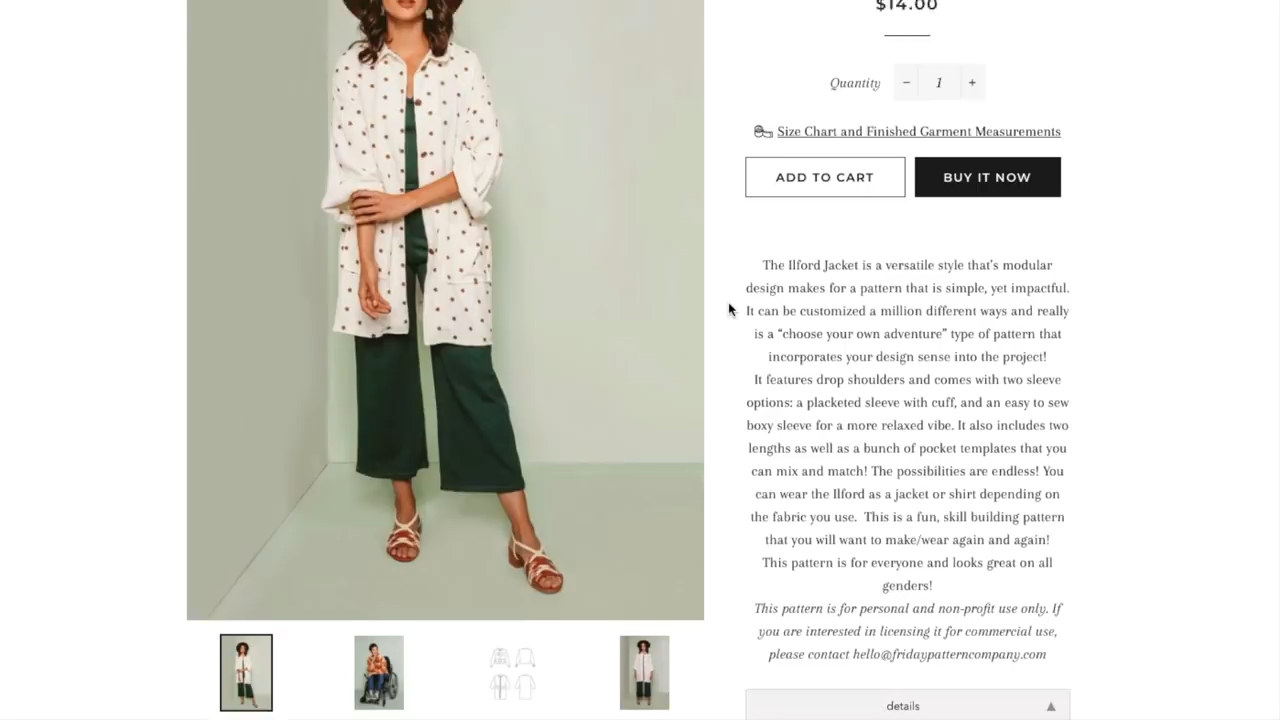 $14.00
Quantity − 1 +
Size Chart and Finished Garment Measurements
ADD TO CART
BUY IT NOW
The Ilford Jacket is a versatile style that's modular
design makes for a pattern that is simple, yet impactful.
It can be customized a million different ways and really
is a “choose your own adventure” type of pattern that
incorporates your design sense into the project!
It features drop shoulders and comes with two sleeve
options: a placketed sleeve with cuff, and an easy to sew
boxy sleeve for a more relaxed vibe. It also includes two
lengths as well as a bunch of pocket templates that you
can mix and match! The possibilities are endless! You
can wear the Ilford as a jacket or shirt depending on
the fabric you use. This is a fun, skill building pattern
that you will want to make/wear again and again!
This pattern is for everyone and looks great on all
genders!
This pattern is for personal and non-profit use only. If
you are interested in licensing it for commercial use,
please contact hello@fridaypatterncompany.com
details